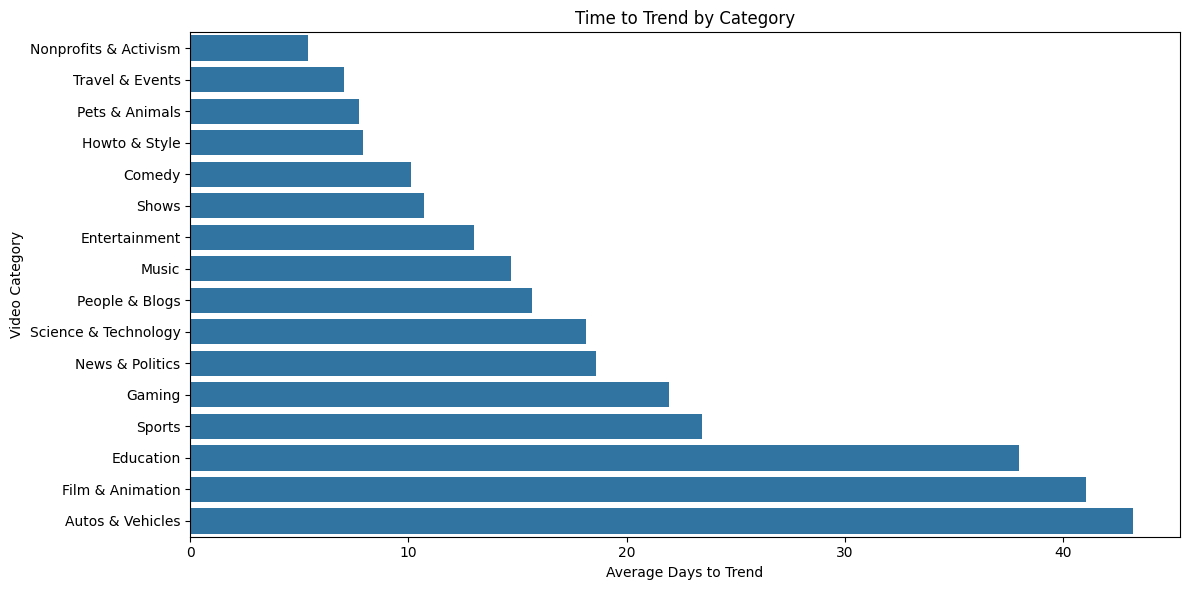 Time to Trend by Category
Video Category
Nonprofits & Activism
Travel & Events
Pets & Animals
Howto & Style
Comedy
Shows
Entertainment
Music
People & Blogs
Science & Technology
News & Politics
Gaming
Sports
Education
Film & Animation
Autos & Vehicles
0 10 20 30 40
Average Days to Trend